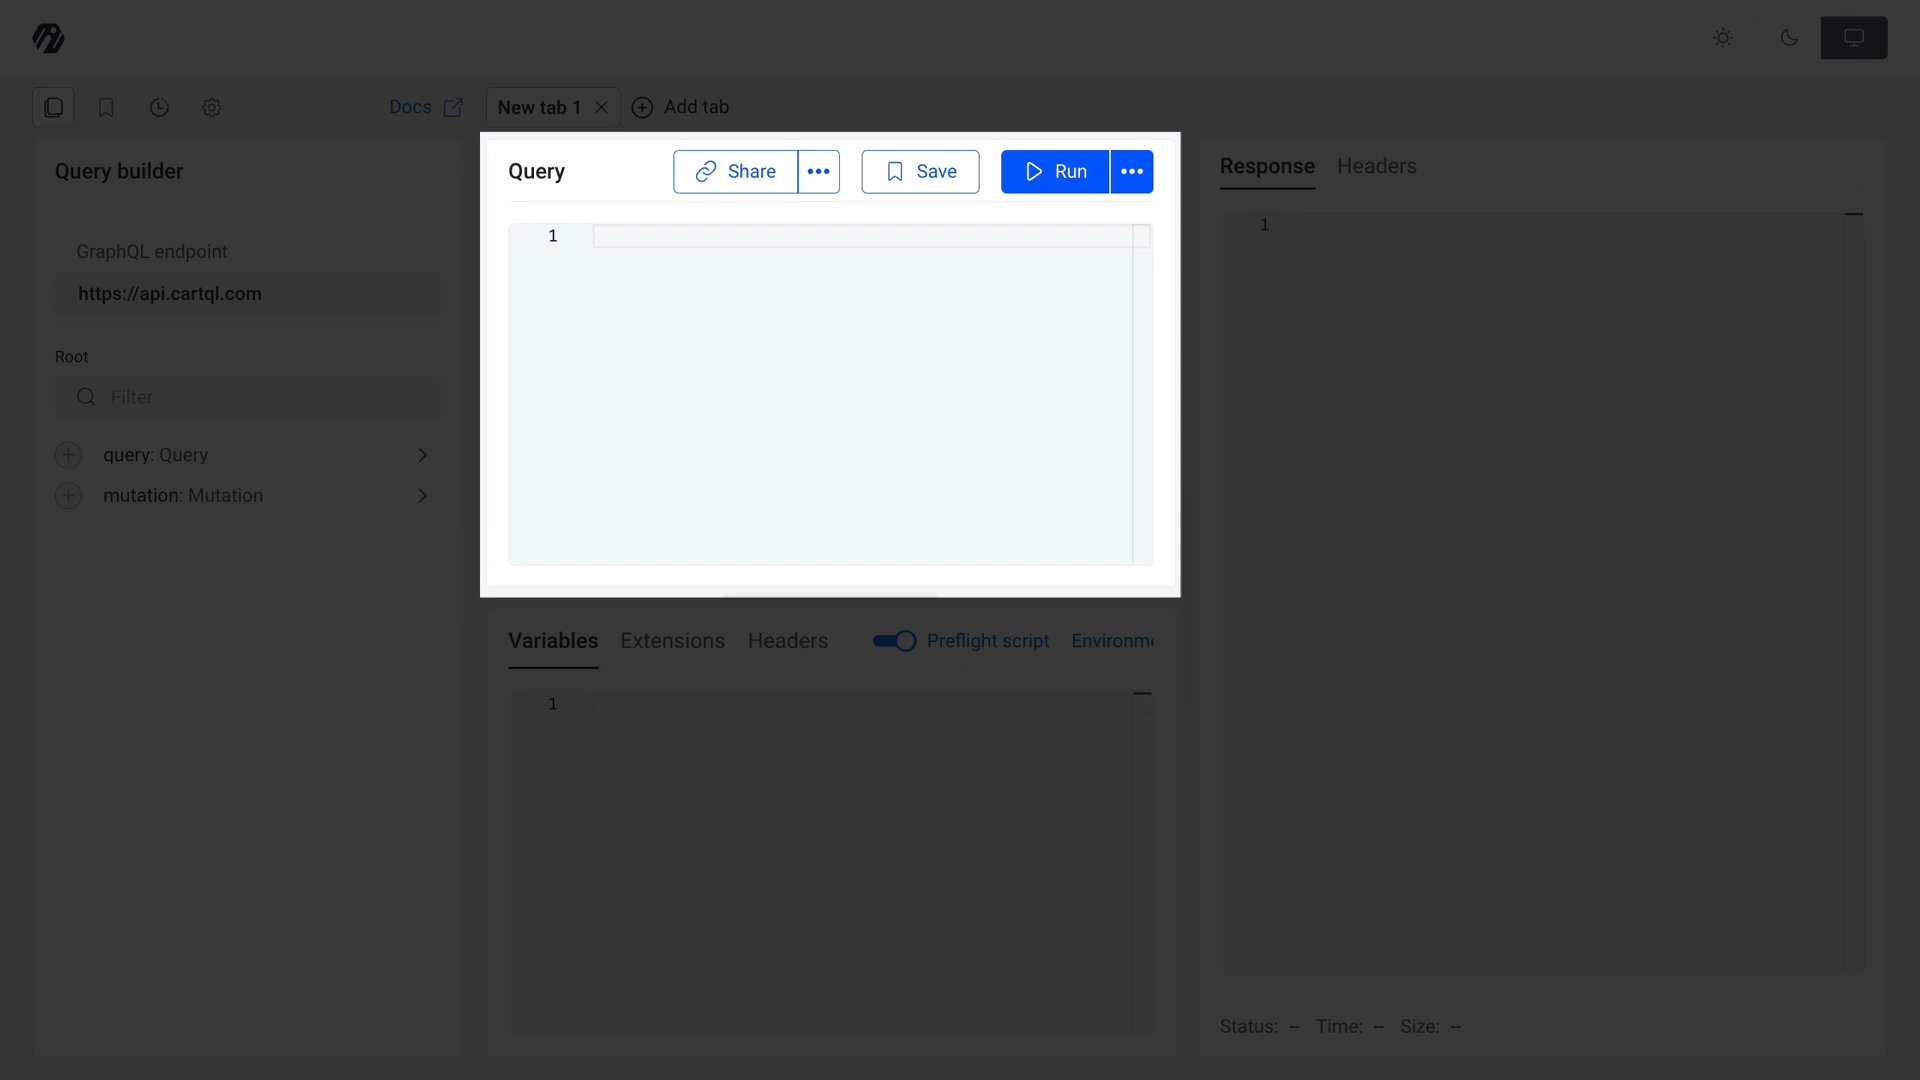 Docs
New tab 1
Add tab
Query builder
GraphQL endpoint
https://api.cartql.com
Root
Filter
query: Query
mutation: Mutation
Query
Share
Save
Run
1
Variables
Extensions
Headers
Preflight script
Environme
1
Response
Headers
1
Status: –
Time: –
Size: –